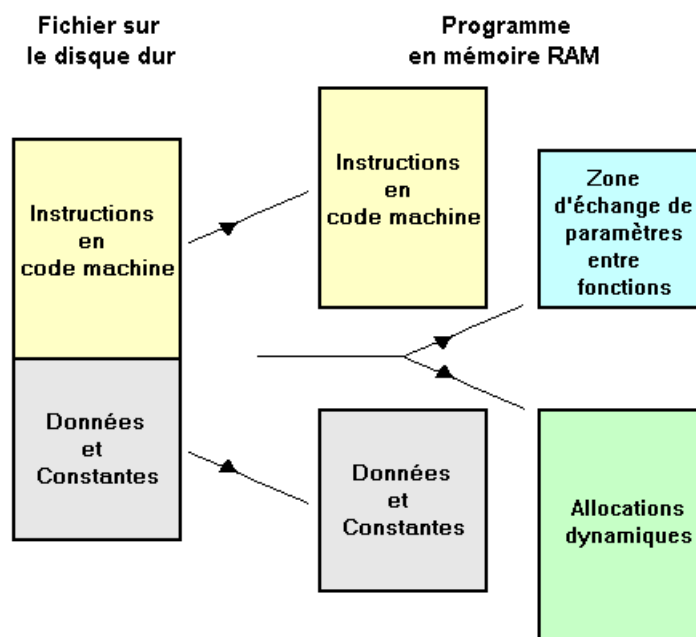 Fichier sur
le disque dur
Programme
en mémoire RAM
Instructions
en
code machine
Données
et
Constantes
Instructions
en
code machine
Données
et
Constantes
Zone
d'échange de
paramètres
entre
fonctions
Allocations
dynamiques